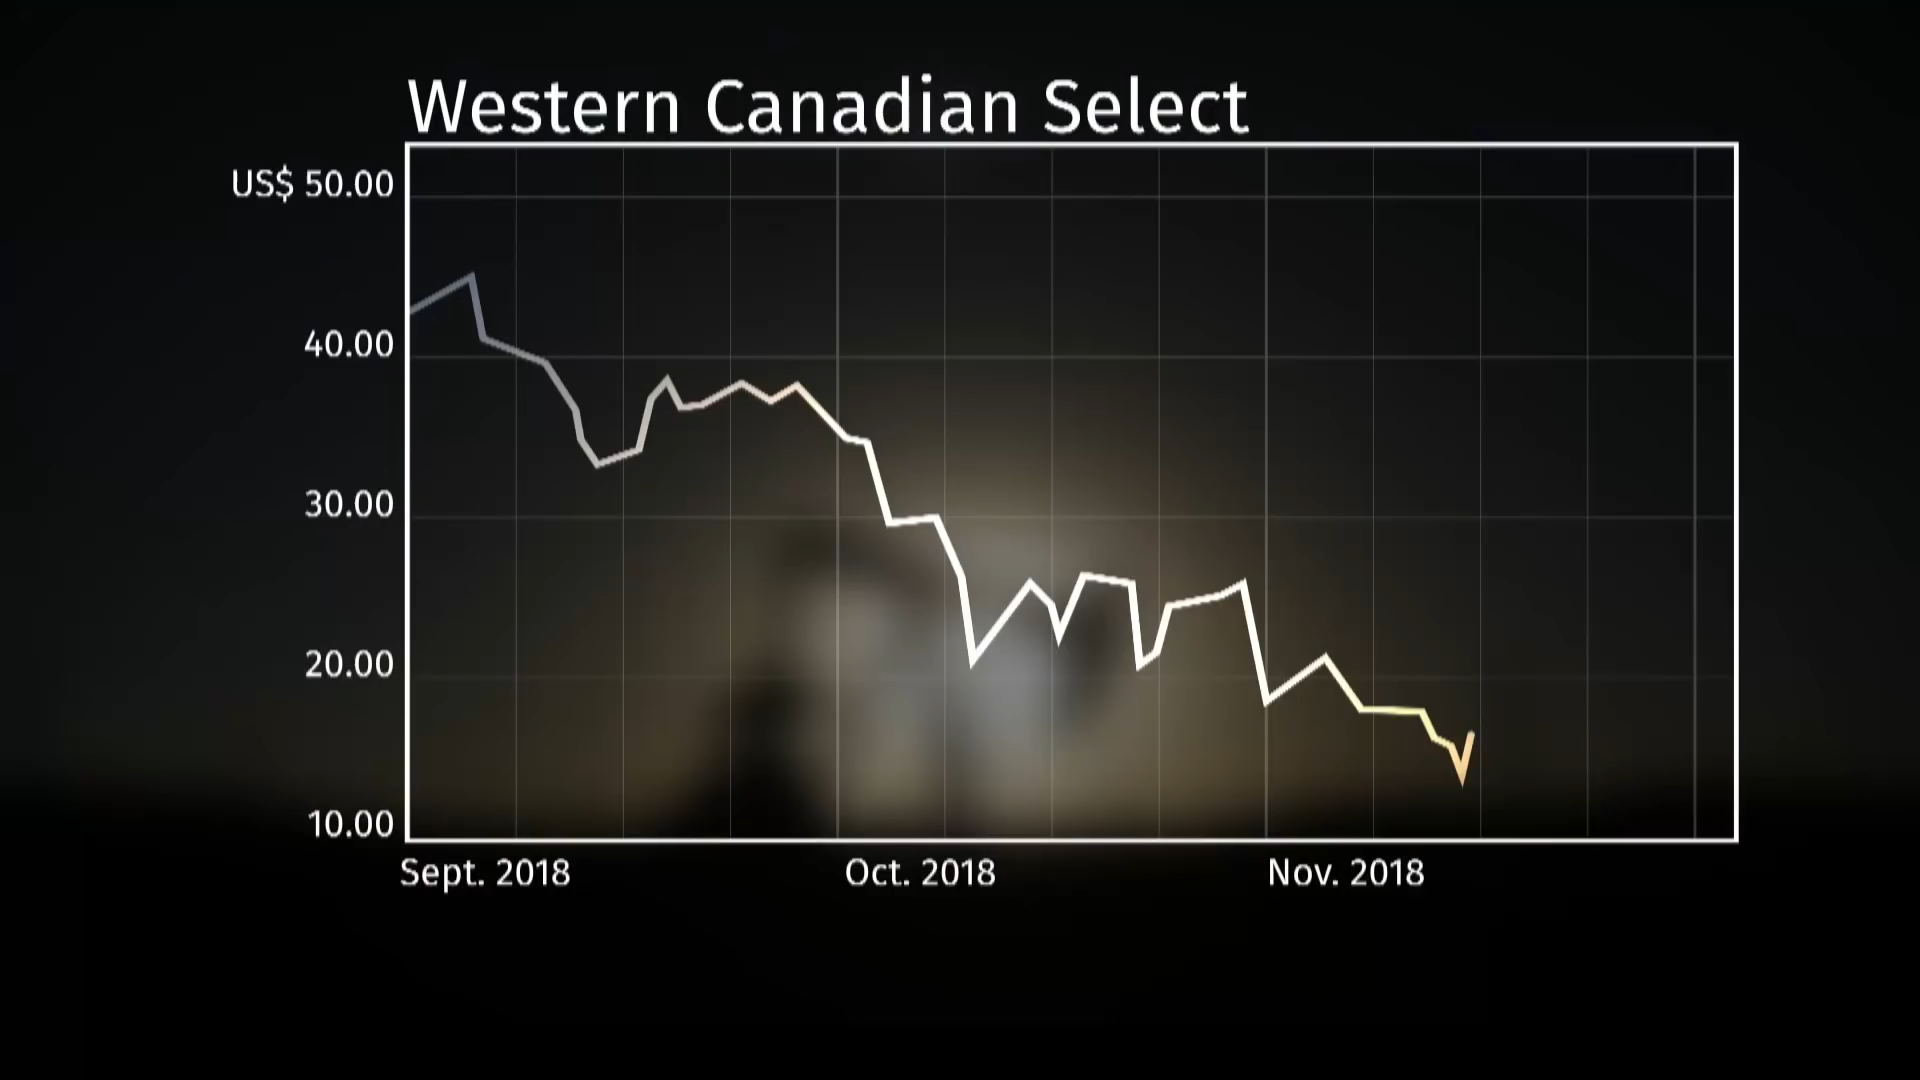 Western Canadian Select
US$ 50.00
40.00
30.00
20.00
10.00
Sept. 2018
Oct. 2018
Nov. 2018